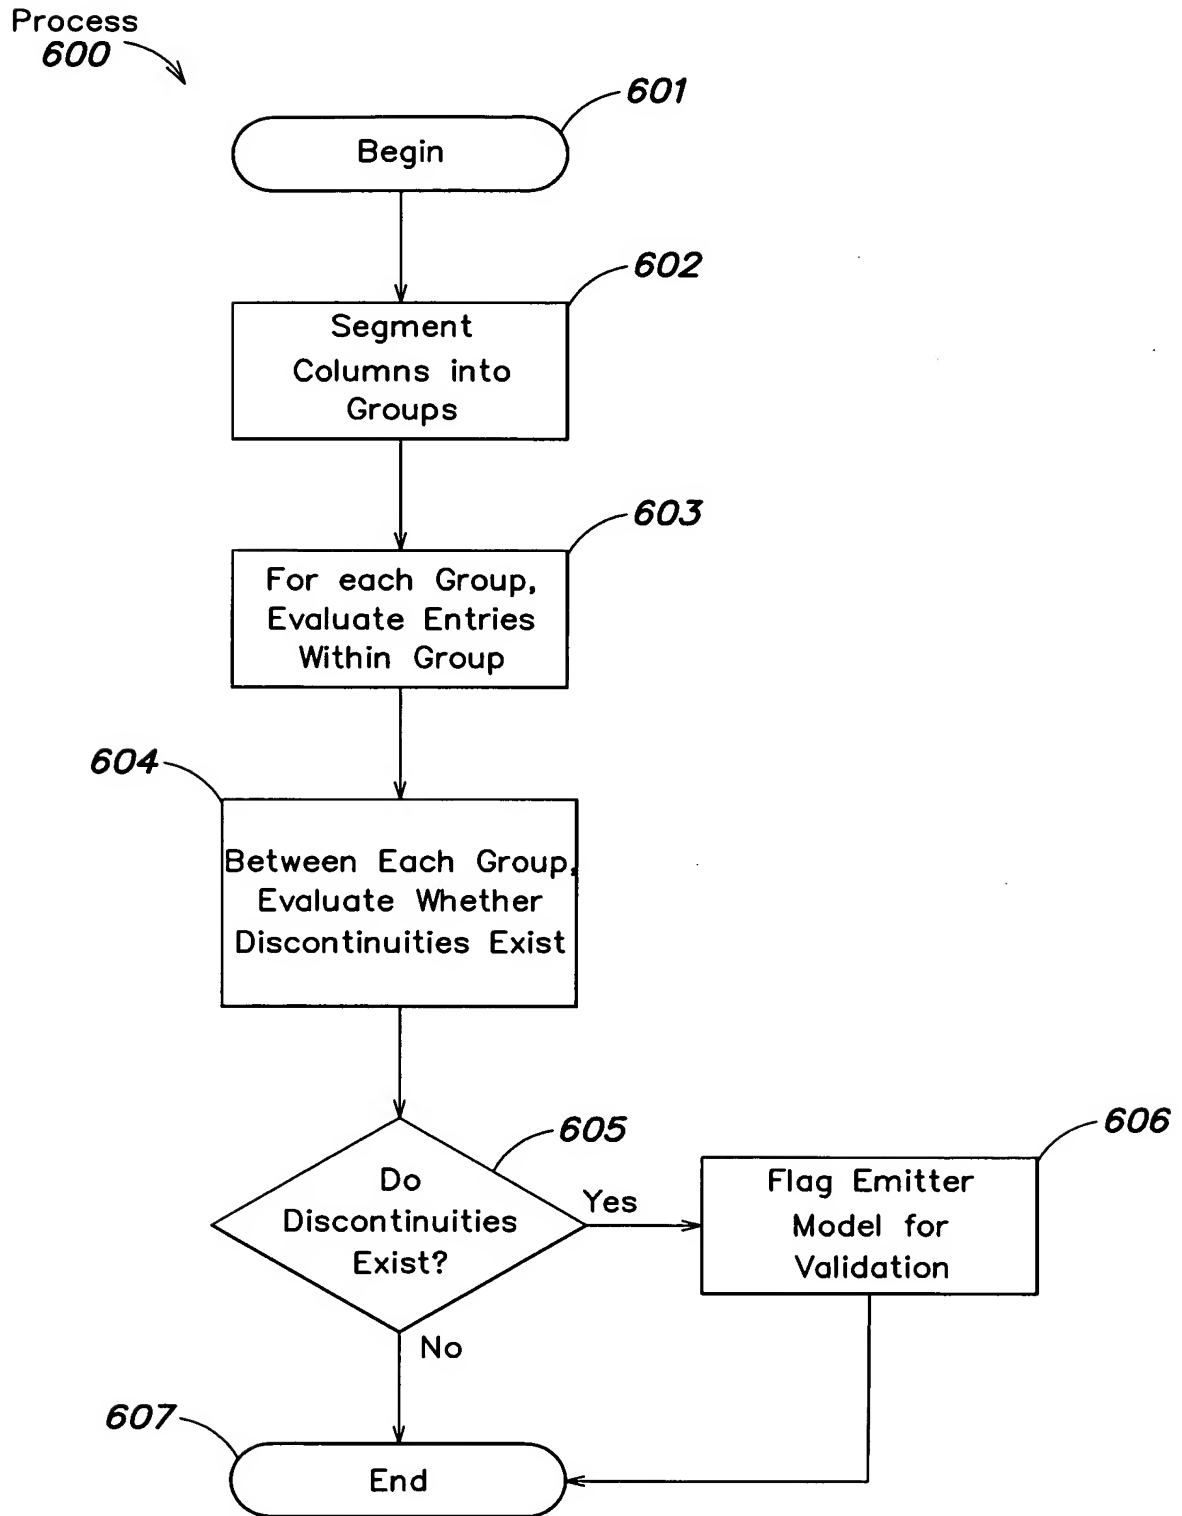 Process
600
601
Begin
602
Segment
Columns into
Groups
603
For each Group,
Evaluate Entries
Within Group
604
Between Each Group,
Evaluate Whether
Discontinuities Exist
605
Do
Discontinuities
Exist?
Yes
606
Flag Emitter
Model for
Validation
No
607
End